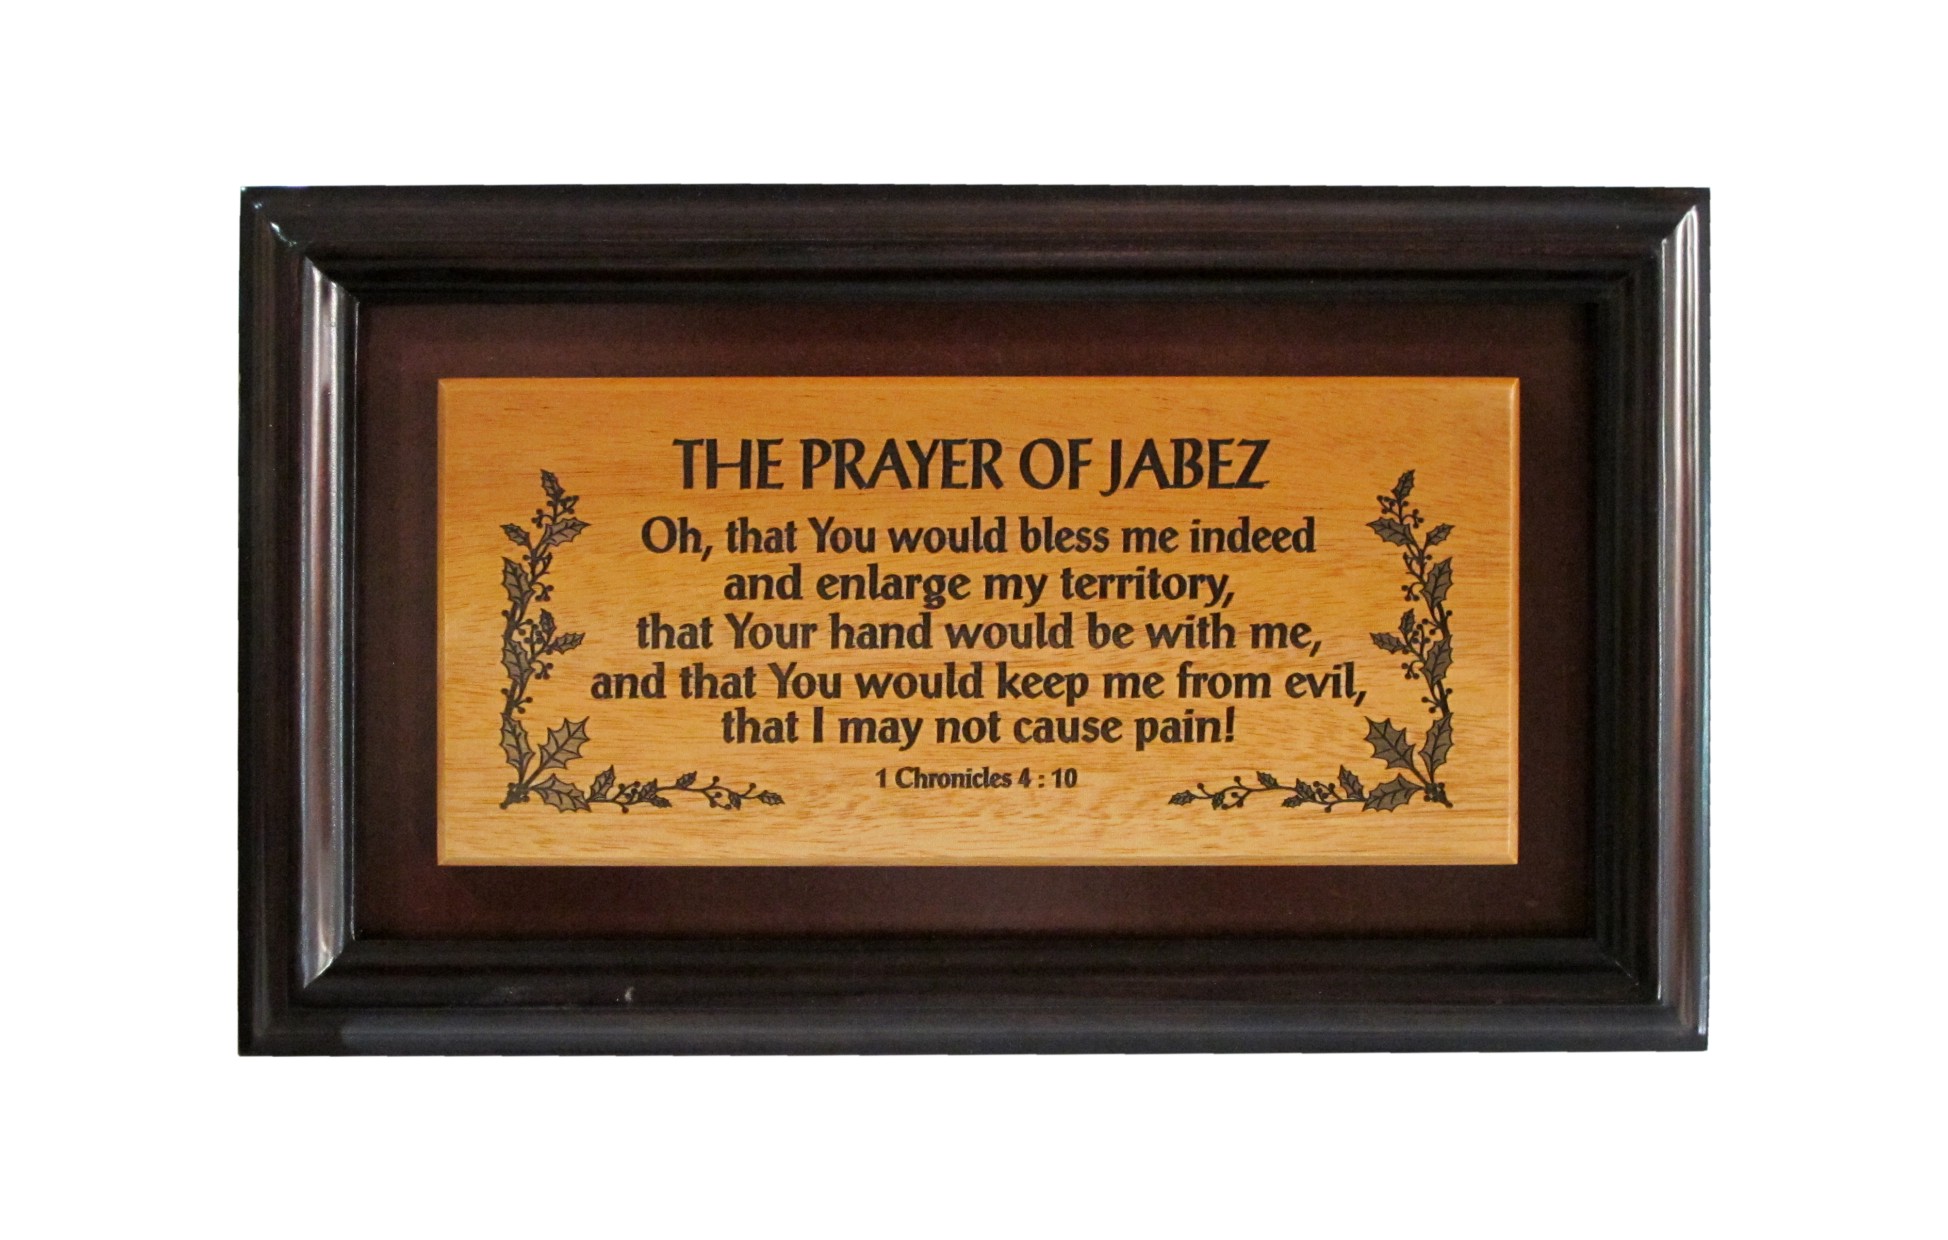 THE PRAYER OF JABEZ
Oh, that You would bless me indeed
and enlarge my territory,
that Your hand would be with me,
and that You would keep me from evil,
that I may not cause pain!
1 Chronicles 4 : 10